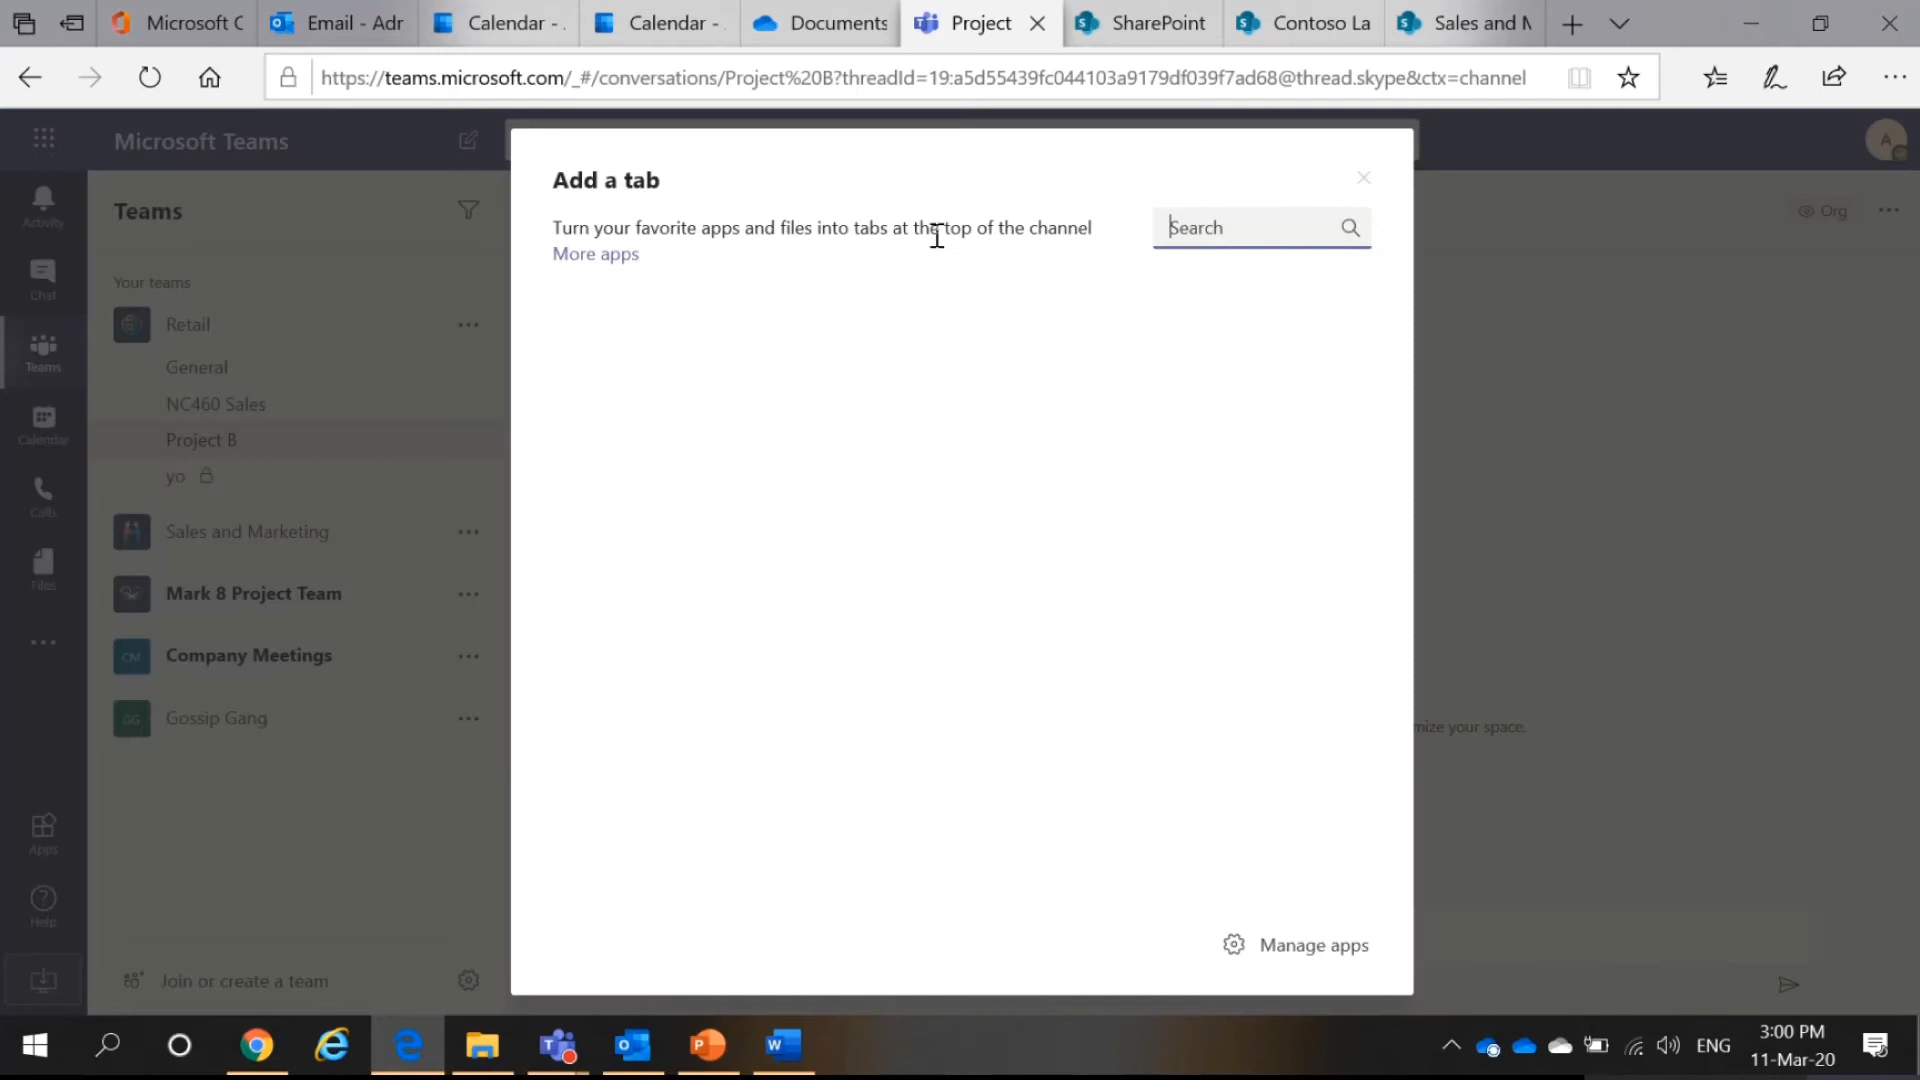 Microsoft C
Email - Adr
Calendar -
Calendar -
Documents
Project
SharePoint
Contoso La
Sales and M
https://teams.microsoft.com/_#/conversations/Project%20B?threadId=19:a5d55439fc044103a9179df039f7ad68@thread.skype&ctx=channel
Microsoft Teams
A
Activity
Chat
Teams
Calendar
Calls
Files
Apps
Help
Teams
Your teams
Retail
General
NC460 Sales
Project B
yo
Sales and Marketing
Mark 8 Project Team
CM
Company Meetings
GG
Gossip Gang
Join or create a team
Add a tab
Turn your favorite apps and files into tabs at the top of the channel
More apps
Search
Manage apps
Org
mize your space.
ENG
3:00 PM
11-Mar-20